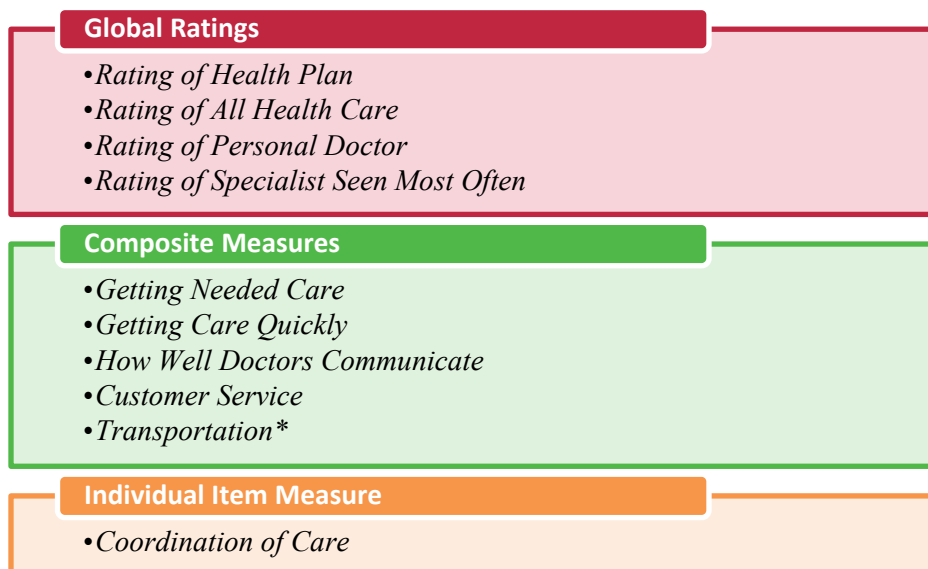 Global Ratings
•Rating of Health Plan
•Rating of All Health Care
•Rating of Personal Doctor
•Rating of Specialist Seen Most Often
Composite Measures
•Getting Needed Care
•Getting Care Quickly
•How Well Doctors Communicate
•Customer Service
•Transportation*
Individual Item Measure
•Coordination of Care